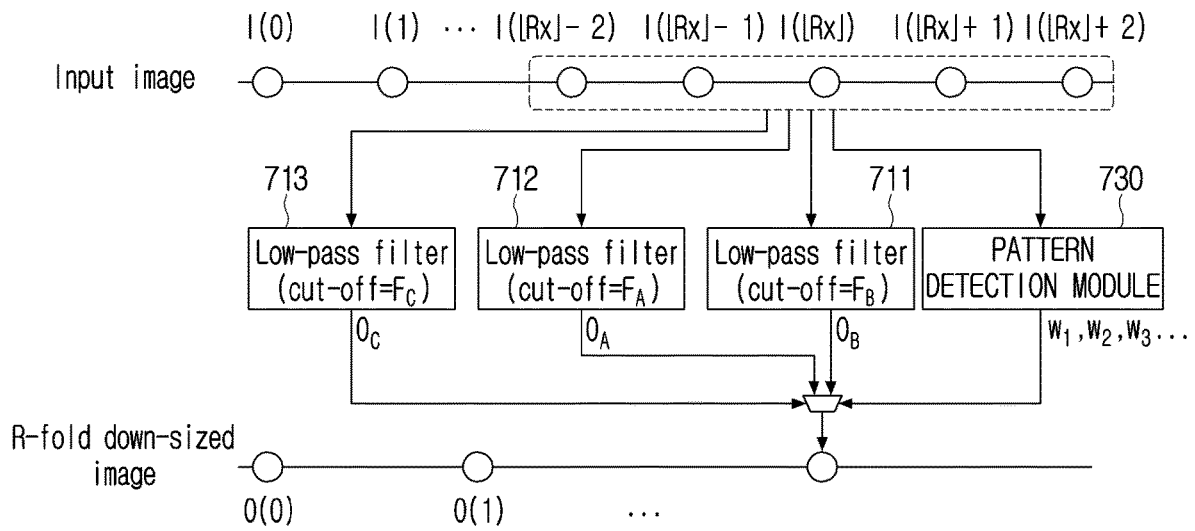 I(0) I(1) ... I(⌊Rx⌋- 2) I(⌊Rx⌋- 1) I(⌊Rx⌋) I(⌊Rx⌋+ 1) I(⌊Rx⌋+ 2)
Input image
713 712 711 730
Low-pass filter
(cut-off=F_C)
Low-pass filter
(cut-off=F_A)
Low-pass filter
(cut-off=F_B)
PATTERN
DETECTION MODULE
O_C O_A O_B w_1,w_2,w_3...
R-fold down-sized
image
O(0) O(1) ...